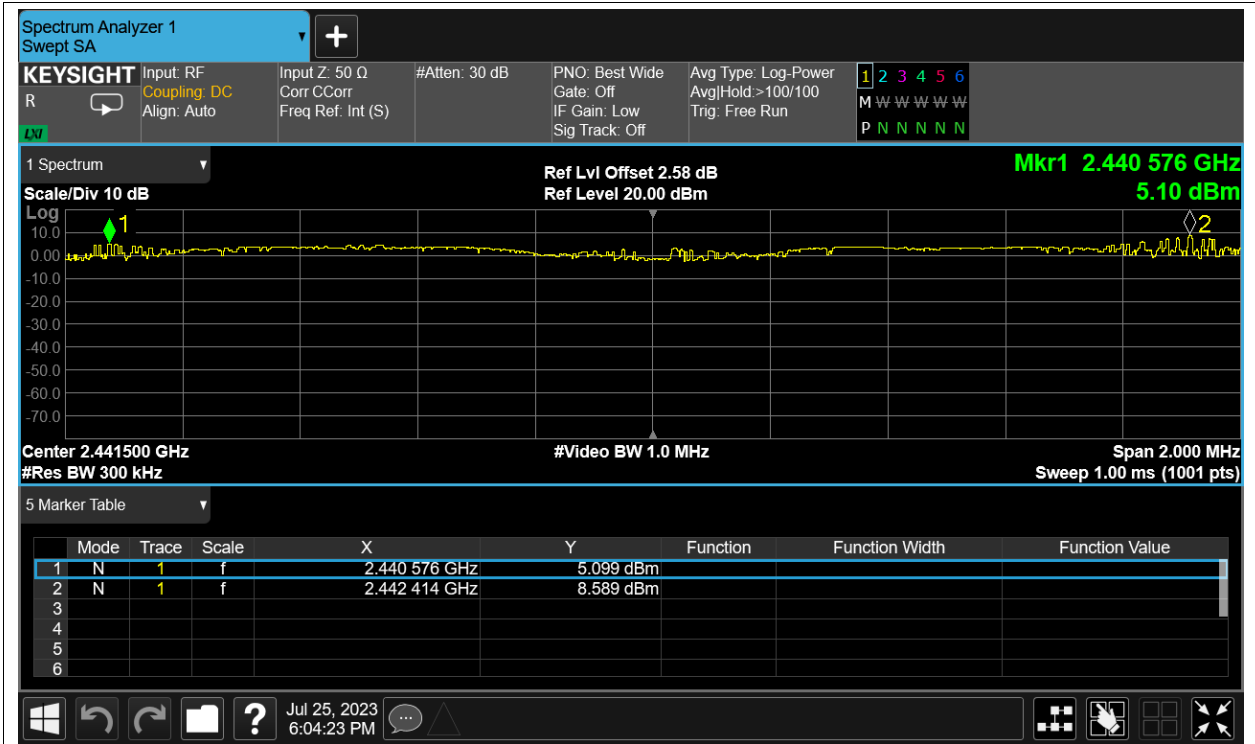 Spectrum Analyzer 1
Swept SA
KEYSIGHT
R
LXI
Input: RF
Coupling: DC
Align: Auto
Input Z: 50 Ω
Corr CCorr
Freq Ref: Int (S)
#Atten: 30 dB
PNO: Best Wide
Gate: Off
IF Gain: Low
Sig Track: Off
Avg Type: Log-Power
Avg|Hold:>100/100
Trig: Free Run
1 2 3 4 5 6
M W W W W W
P N N N N N
1 Spectrum
Scale/Div 10 dB
Ref Lvl Offset 2.58 dB
Ref Level 20.00 dBm
Mkr1 2.440 576 GHz
5.10 dBm
Log
10.0
0.00
-10.0
-20.0
-30.0
-40.0
-50.0
-60.0
-70.0
1
2
Center 2.441500 GHz
#Res BW 300 kHz
#Video BW 1.0 MHz
Span 2.000 MHz
Sweep 1.00 ms (1001 pts)
5 Marker Table
Mode Trace Scale X Y Function Function Width Function Value
1 N 1 f 2.440 576 GHz 5.099 dBm
2 N 1 f 2.442 414 GHz 8.589 dBm
3
4
5
6
?
Jul 25, 2023
6:04:23 PM